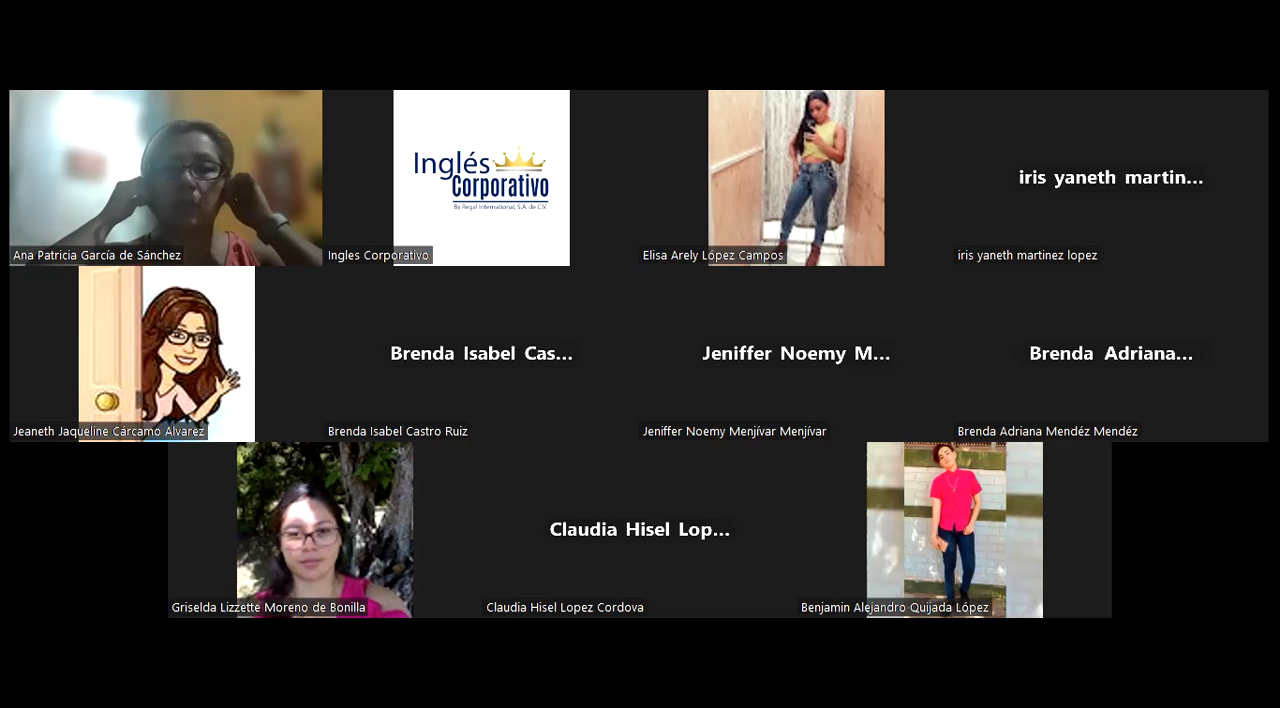 Inglés
Corporativo
By Regal International, S.A. de C.V.
iris yaneth martin...
Ana Patricia García de Sánchez
Ingles Corporativo
Elisa Arely López Campos
iris yaneth martinez lopez
Brenda Isabel Cas...
Jeniffer Noemy M...
Brenda Adriana...
Jeaneth Jaqueline Cárcamo Alvarez
Brenda Isabel Castro Ruiz
Jeniffer Noemy Menjívar Menjívar
Brenda Adriana Mendéz Mendéz
Claudia Hisel Lop...
Griselda Lizzette Moreno de Bonilla
Claudia Hisel Lopez Cordova
Benjamin Alejandro Quijada López